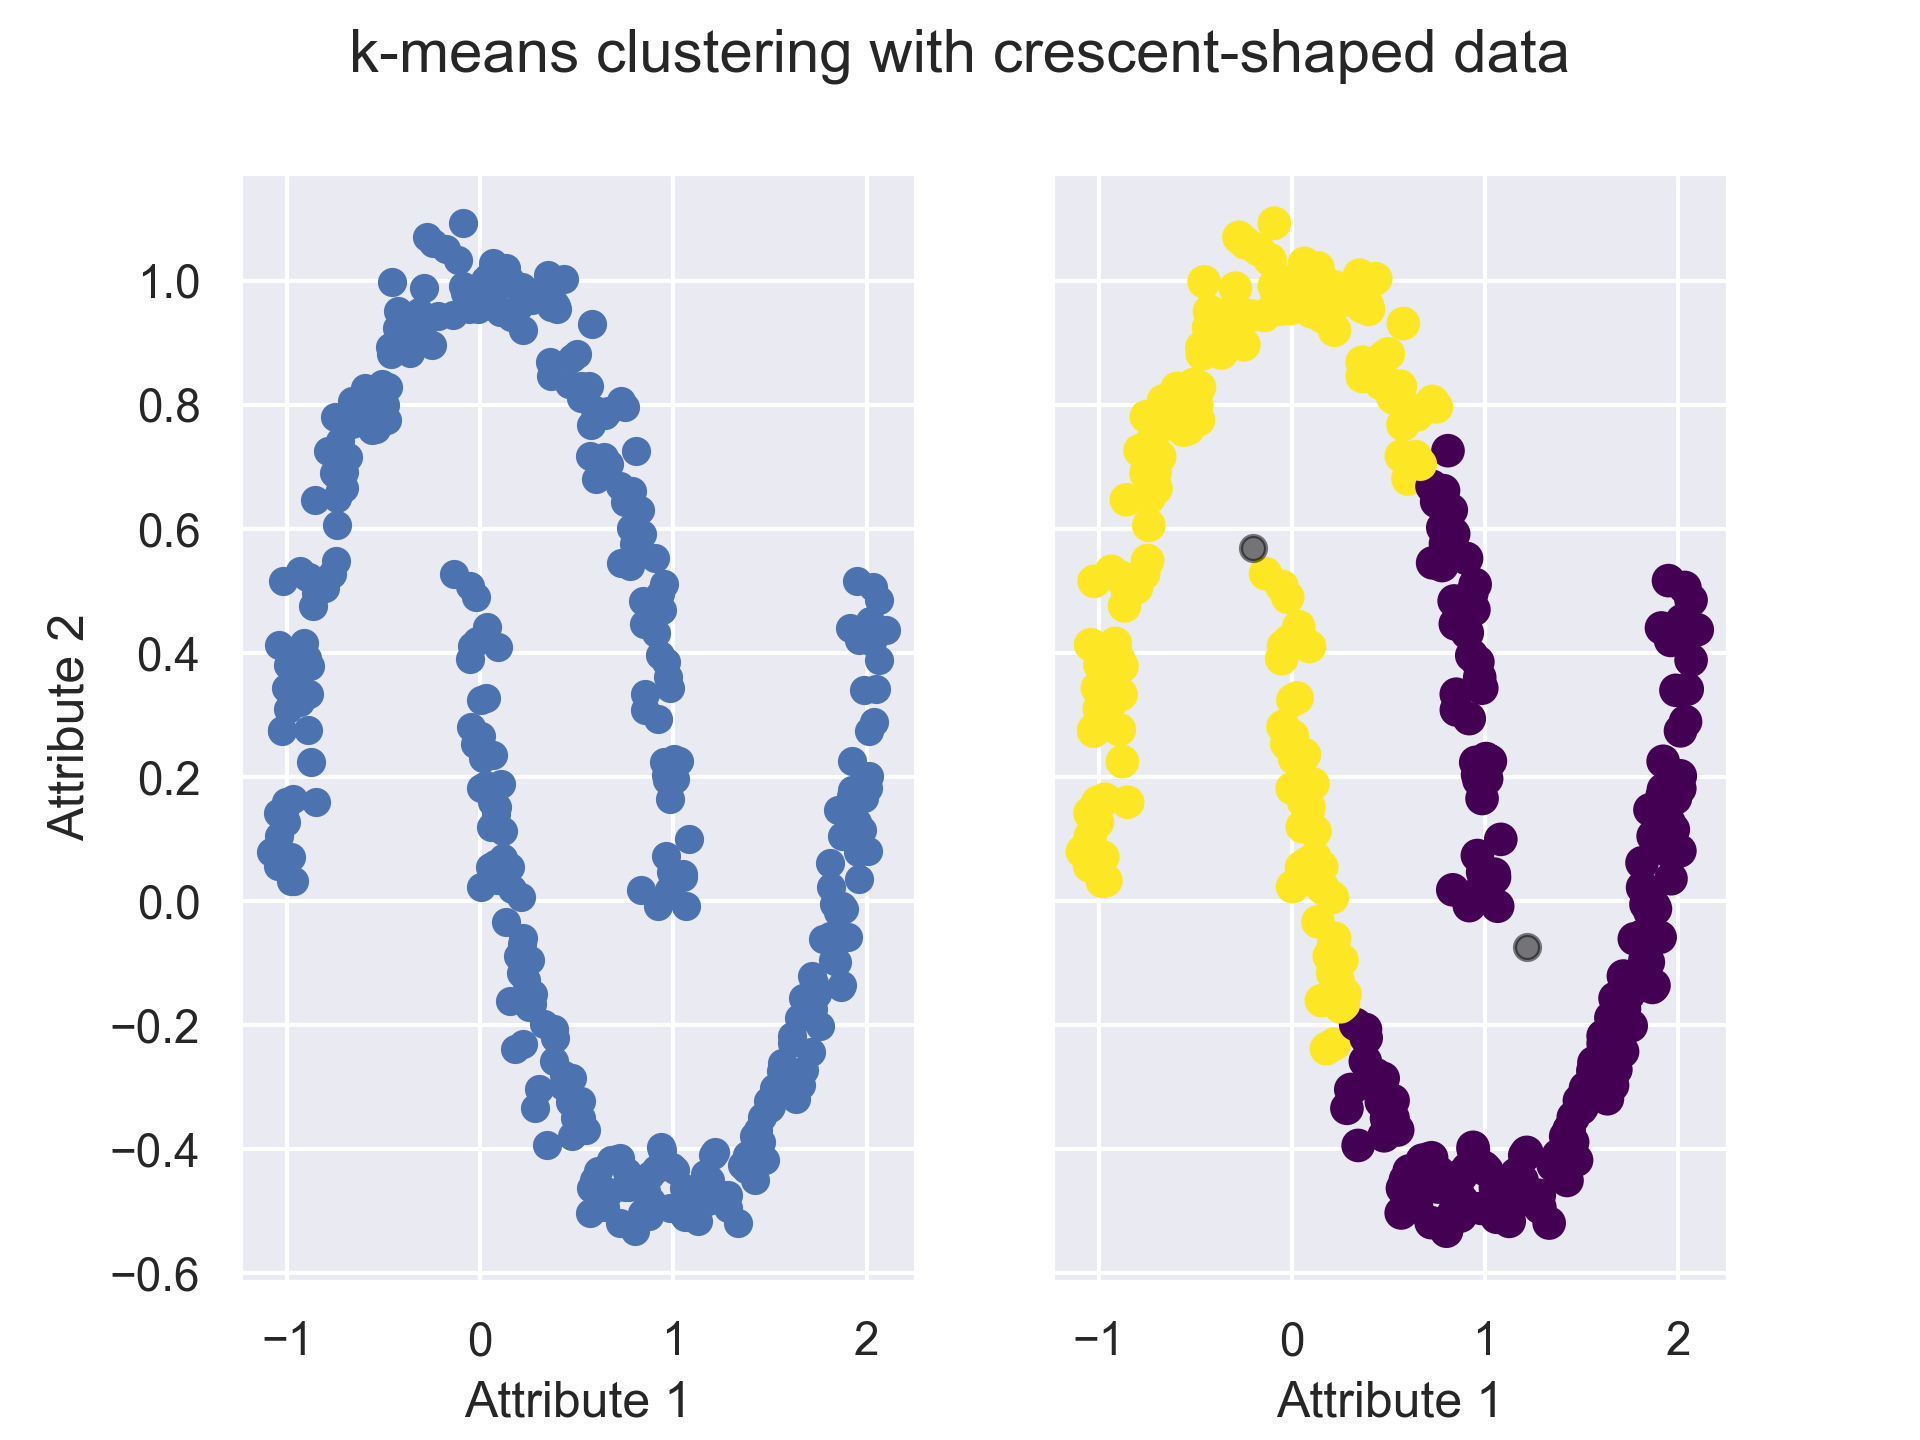 k-means clustering with crescent-shaped data
Attribute 2
1.0
0.8
0.6
0.4
0.2
0.0
−0.2
−0.4
−0.6
−1 0 1 2
Attribute 1
−1 0 1 2
Attribute 1